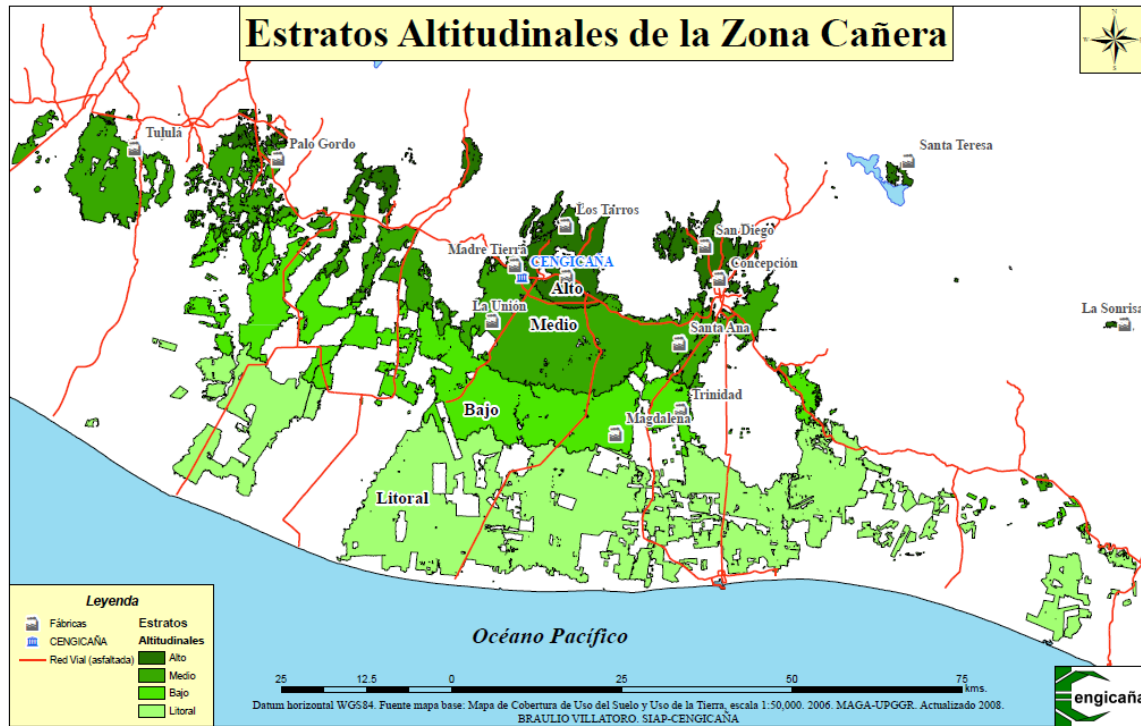 Estratos Altitudinales de la Zona Cañera
N
W
E
S
Tululá
Palo Gordo
Santa Teresa
Los Tarros
San Diego
Madre Tierra
CENGICAÑA
Concepción
Alto
La Unión
La Sonrisa
Medio
Santa Ana
Trinidad
Bajo
Magdalena
Litoral
Leyenda
Fábricas
CENGICAÑA
Red Vial (asfaltada)
Estratos
Altitudinales
Alto
Medio
Bajo
Litoral
Océano Pacífico
25 12.5 0 25 50 75
kms.
Datum horizontal WGS84. Fuente mapa base: Mapa de Cobertura de Uso del Suelo y Uso de la Tierra, escala 1:50,000. 2006. MAGA-UPGGR. Actualizado 2008.
BRAULIO VILLATORO. SIAP-CENGICAÑA
engicaña